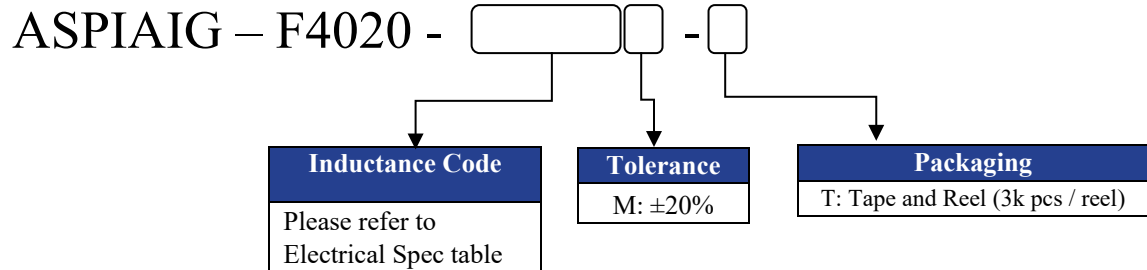 ASPIAIG – F4020 - -
Inductance Code
Please refer to
Electrical Spec table
Tolerance
M: ±20%
Packaging
T: Tape and Reel (3k pcs / reel)